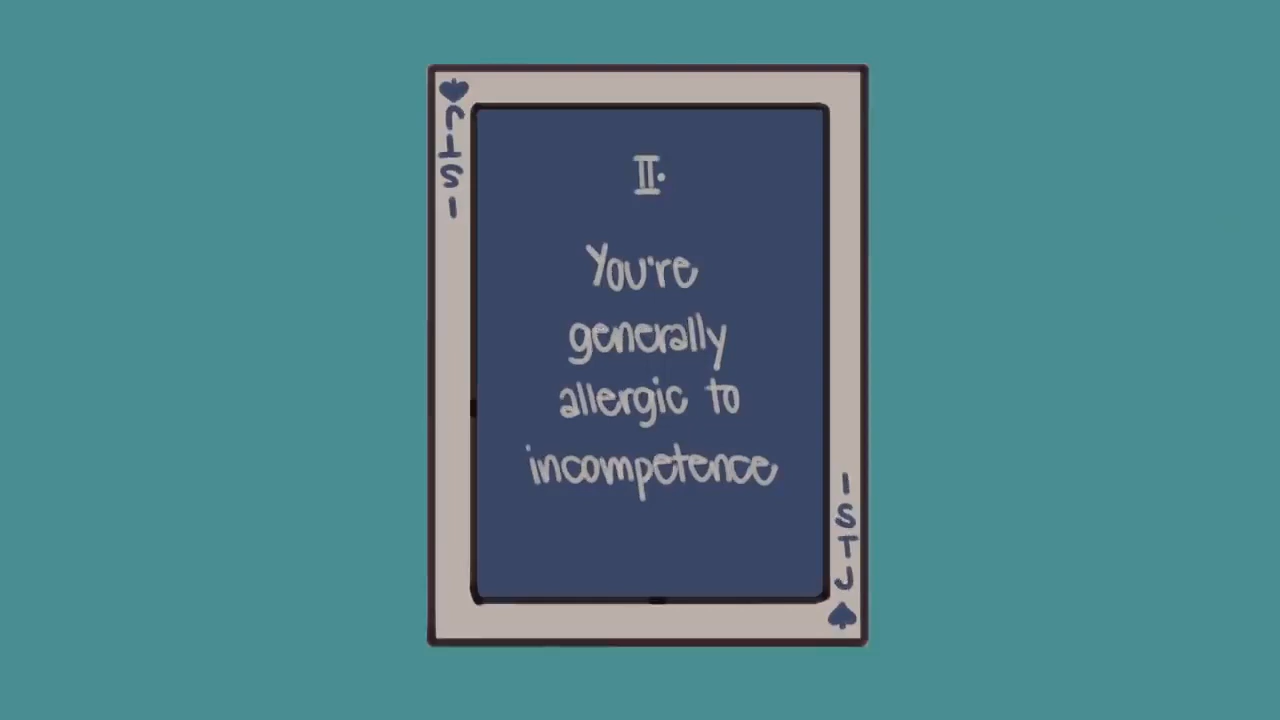 ISTJ
II.
You're
generally
allergic to
incompetence
ISTJ